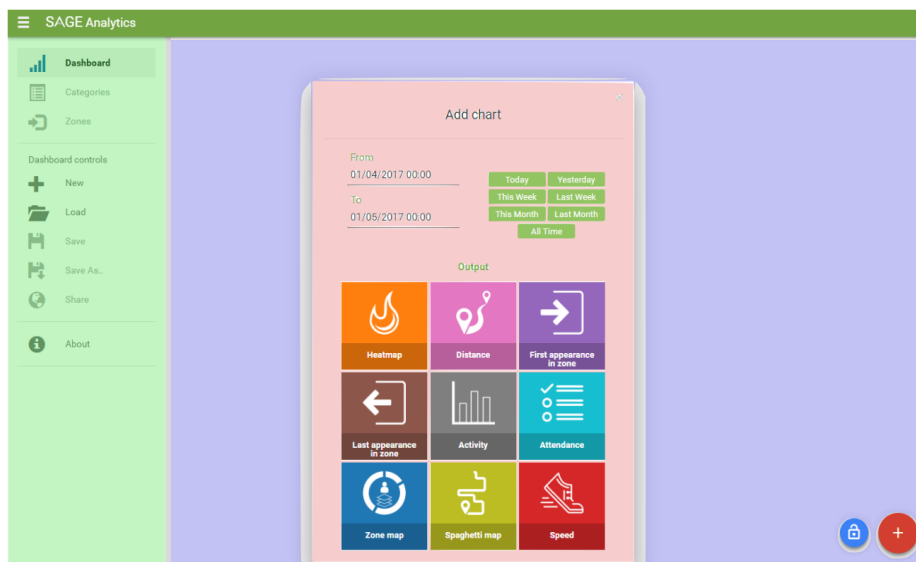 SAGE Analytics
Dashboard
Categories
Zones
Dashboard controls
New
Load
Save
Save As..
Share
About
Add chart
From
01/04/2017 00:00
To
01/05/2017 00:00
Today
Yesterday
This Week
Last Week
This Month
Last Month
All Time
Output
Heatmap
Distance
First appearance
in zone
Last appearance
in zone
Activity
Attendance
Zone map
Spaghetti map
Speed